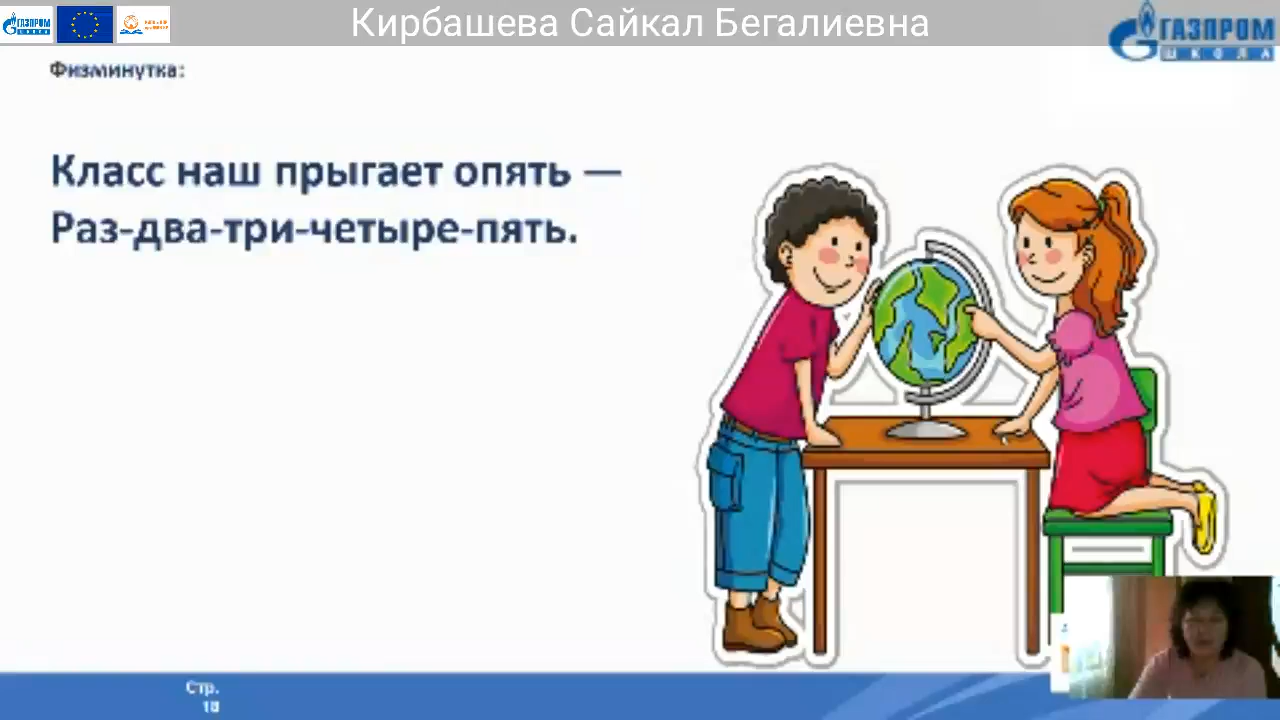 Кирбашева Сайкал Бегалиевна
ГАЗПРОМ
ШКОЛА
Физминутка:
Класс наш прыгает опять —
Раз-два-три-четыре-пять.
Стр.
18